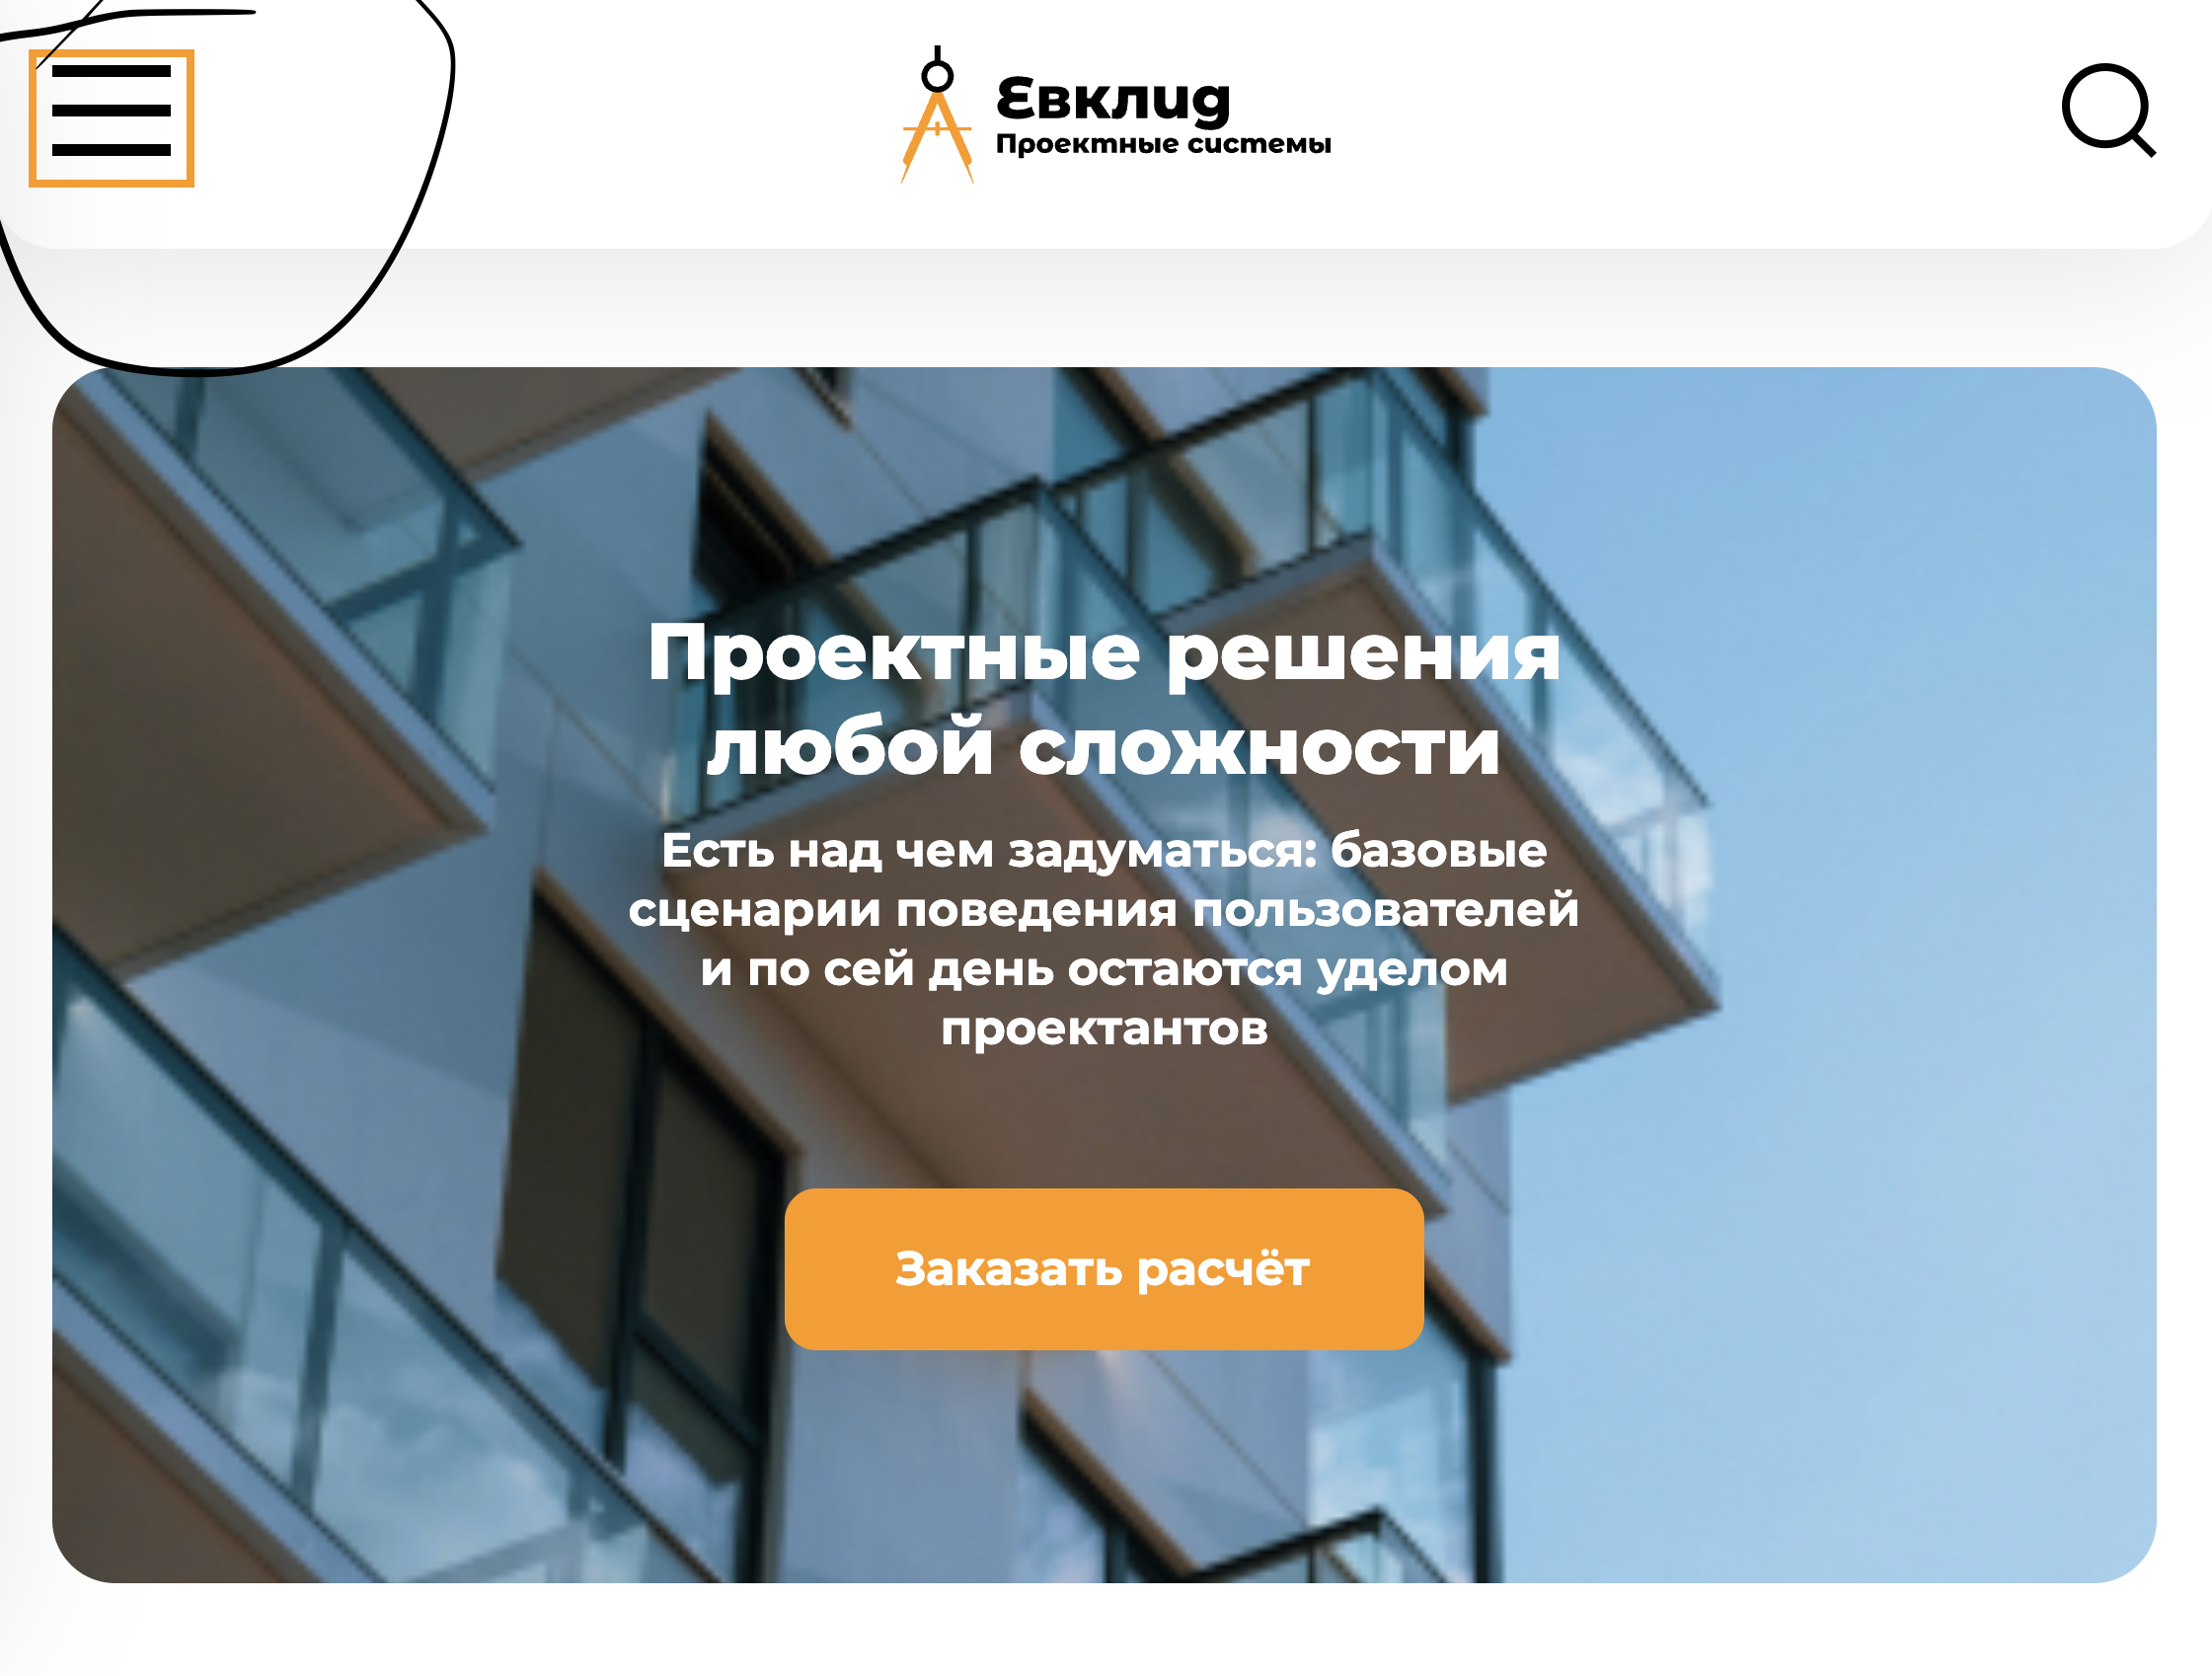 Евклид
Проектные системы
Проектные решения
любой сложности
Есть над чем задуматься: базовые
сценарии поведения пользователей
и по сей день остаются уделом
проектантов
Заказать расчёт